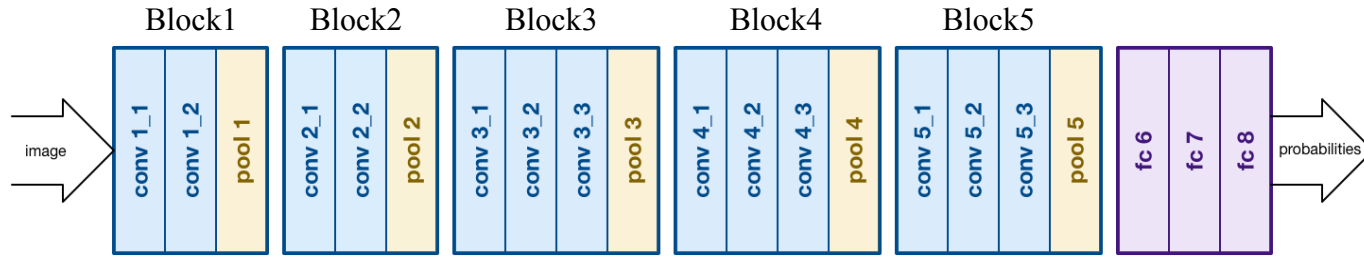 Block1
Block2
Block3
Block4
Block5
image
conv 1_1
conv 1_2
pool 1
conv 2_1
conv 2_2
pool 2
conv 3_1
conv 3_2
conv 3_3
pool 3
conv 4_1
conv 4_2
conv 4_3
pool 4
conv 5_1
conv 5_2
conv 5_3
pool 5
fc 6
fc 7
fc 8
probabilities